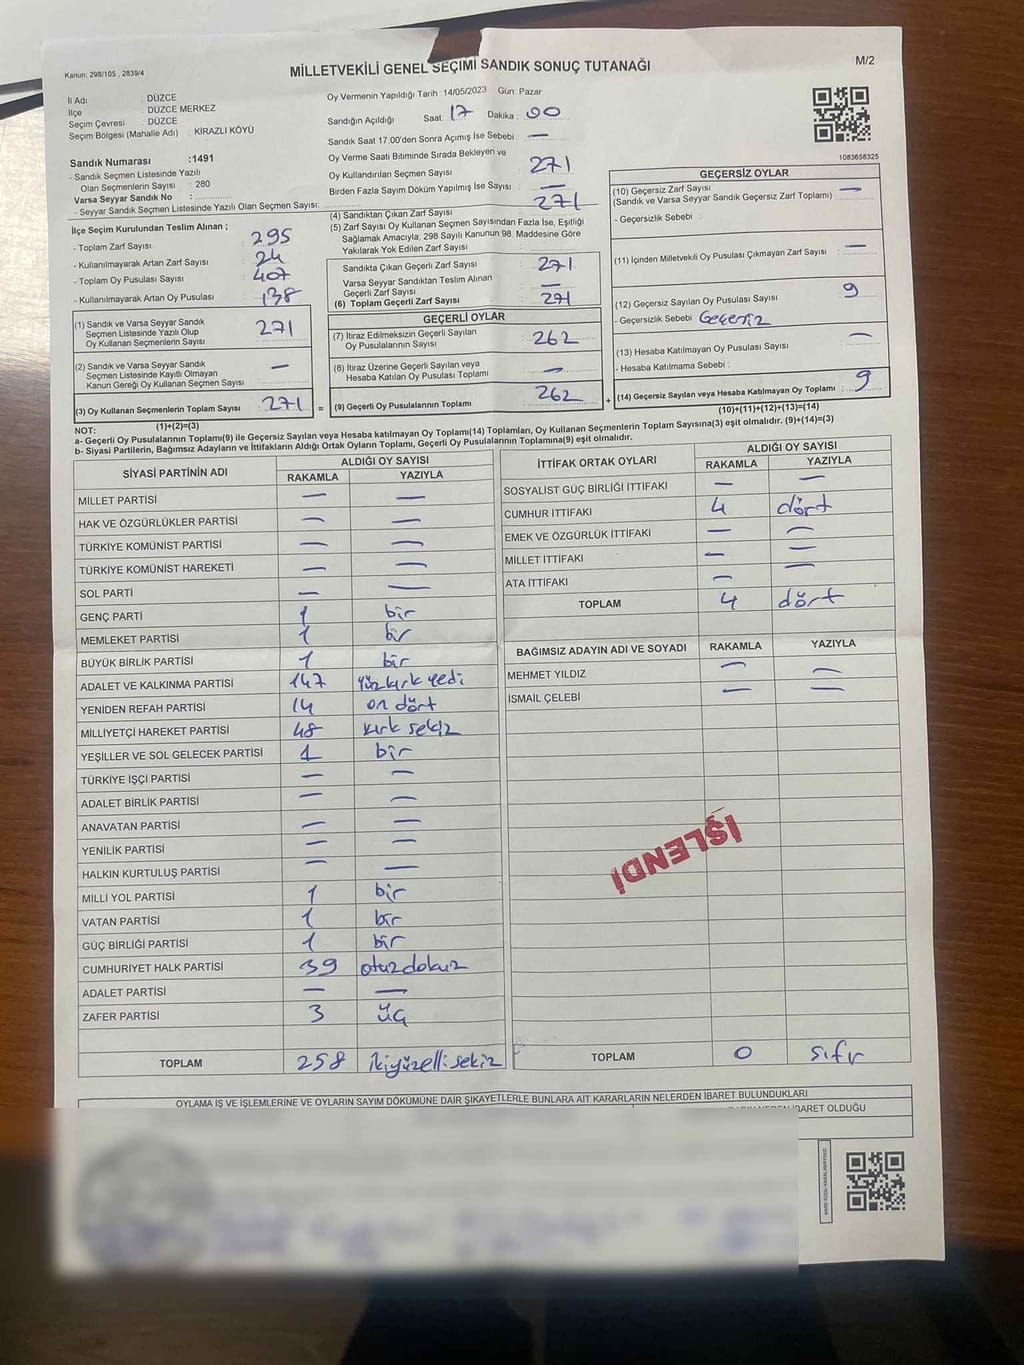 Kanun: 298/105 , 2839/4
MİLLETVEKİLİ GENEL SEÇİMİ SANDIK SONUÇ TUTANAĞI
M/2
İl Adı : DÜZCE
İlçe : DÜZCE MERKEZ
Seçim Çevresi : DÜZCE
Seçim Bölgesi (Mahalle Adı) : KİRAZLI KÖYÜ
Sandık Numarası :1491
- Sandık Seçmen Listesinde Yazılı
Olan Seçmenlerin Sayısı : 280
Varsa Seyyar Sandık No :
- Seyyar Sandık Seçmen Listesinde Yazılı Olan Seçmen Sayısı:
İlçe Seçim Kurulundan Teslim Alınan ;
- Toplam Zarf Sayısı 295
- Kullanılmayarak Artan Zarf Sayısı 24
- Toplam Oy Pusulası Sayısı 407
- Kullanılmayarak Artan Oy Pusulası 138
(1) Sandık ve Varsa Seyyar Sandık
Seçmen Listesinde Yazılı Olup
Oy Kullanan Seçmenlerin Sayısı 271
(2) Sandık ve Varsa Seyyar Sandık
Seçmen Listesinde Kayıtlı Olmayan
Kanun Gereği Oy Kullanan Seçmen Sayısı —
(3) Oy Kullanan Seçmenlerin Toplam Sayısı 271 =
(1)+(2)=(3)
Oy Vermenin Yapıldığı Tarih 14/05/2023 Gün: Pazar
Sandığın Açıldığı Saat: 17 Dakika : 00
Sandık Saat 17.00'den Sonra Açımış İse Sebebi : —
Oy Verme Saati Bitiminde Sırada Bekleyen ve
Oy Kullandırılan Seçmen Sayısı : 271
Birden Fazla Sayım Döküm Yapılmış İse Sayısı : —
(4) Sandıktan Çıkan Zarf Sayısı 271
(5) Zarf Sayısı Oy Kullanan Seçmen Sayısından Fazla İse, Eşitliği
Sağlamak Amacıyla, 298 Sayılı Kanunun 98. Maddesine Göre
Yakılarak Yok Edilen Zarf Sayısı
Sandıkta Çıkan Geçerli Zarf Sayısı 271
Varsa Seyyar Sandıktan Teslim Alınan
Geçerli Zarf Sayısı —
(6) Toplam Geçerli Zarf Sayısı 271
GEÇERLİ OYLAR
(7) İtiraz Edilmeksizin Geçerli Sayılan
Oy Pusulalarının Sayısı 262
(8) İtiraz Üzerine Geçerli Sayılan veya
Hesaba Katılan Oy Pusulası Toplamı —
(9) Geçerli Oy Pusulalarının Toplamı 262 +
1083658325
GEÇERSİZ OYLAR
(10) Geçersiz Zarf Sayısı —
(Sandık ve Varsa Seyyar Sandık Geçersiz Zarf Toplamı)
- Geçersizlik Sebebi :
(11) İçinden Milletvekili Oy Pusulası Çıkmayan Zarf Sayısı —
(12) Geçersiz Sayılan Oy Pusulası Sayısı 9
- Geçersizlik Sebebi Geçersiz
(13) Hesaba Katılmayan Oy Pusulası Sayısı —
- Hesaba Katılmama Sebebi :
(14) Geçersiz Sayılan veya Hesaba Katılmayan Oy Toplamı : 9
(10)+(11)+(12)+(13)=(14)
NOT:
a- Geçerli Oy Pusulalarının Toplamı(9) ile Geçersiz Sayılan veya Hesaba katılmayan Oy Toplamı(14) Toplamları, Oy Kullanan Seçmenlerin Toplam Sayısına(3) eşit olmalıdır. (9)+(14)=(3)
b- Siyasi Partilerin, Bağımsız Adayların ve İttifakların Aldığı Ortak Oyların Toplamı, Geçerli Oy Pusulalarının Toplamına(9) eşit olmalıdır.
SİYASİ PARTİNİN ADI ALDIĞI OY SAYISI
RAKAMLA YAZIYLA
MİLLET PARTİSİ — —
HAK VE ÖZGÜRLÜKLER PARTİSİ — —
TÜRKİYE KOMÜNİST PARTİSİ — —
TÜRKİYE KOMÜNİST HAREKETİ — —
SOL PARTİ — —
GENÇ PARTİ 1 bir
MEMLEKET PARTİSİ 1 bir
BÜYÜK BİRLİK PARTİSİ 1 bir
ADALET VE KALKINMA PARTİSİ 147 yüzkırk yedi
YENİDEN REFAH PARTİSİ 14 on dört
MİLLİYETÇİ HAREKET PARTİSİ 48 kırk sekiz
YEŞİLLER VE SOL GELECEK PARTİSİ 1 bir
TÜRKİYE İŞÇİ PARTİSİ — —
ADALET BİRLİK PARTİSİ — —
ANAVATAN PARTİSİ — —
YENİLİK PARTİSİ — —
HALKIN KURTULUŞ PARTİSİ — —
MİLLİ YOL PARTİSİ 1 bir
VATAN PARTİSİ 1 bir
GÜÇ BİRLİĞİ PARTİSİ 1 bir
CUMHURİYET HALK PARTİSİ 39 otuzdokuz
ADALET PARTİSİ — —
ZAFER PARTİSİ 3 üç
TOPLAM 258 ikiyüzellisekiz
İTTİFAK ORTAK OYLARI ALDIĞI OY SAYISI
RAKAMLA YAZIYLA
SOSYALİST GÜÇ BİRLİĞİ İTTİFAKI — —
CUMHUR İTTİFAKI 4 dört
EMEK VE ÖZGÜRLÜK İTTİFAKI — —
MİLLET İTTİFAKI — —
ATA İTTİFAKI — —
TOPLAM 4 dört
BAĞIMSIZ ADAYIN ADI VE SOYADI RAKAMLA YAZIYLA
MEHMET YILDIZ — —
İSMAİL ÇELEBİ — —
İŞLENDİ
TOPLAM 0 sıfır
OYLAMA İŞ VE İŞLEMLERİNE VE OYLARIN SAYIM DÖKÜMÜNE DAİR ŞİKAYETLERLE BUNLARA AİT KARARLARIN NELERDEN İBARET BULUNDUKLARI
İBARET OLDUĞU